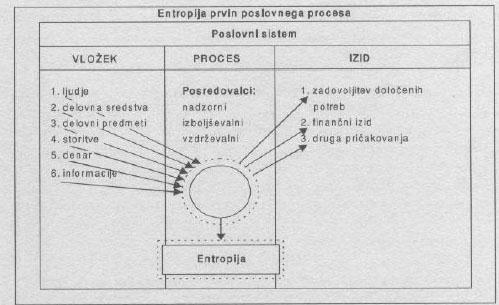 Entropija prvin poslovnega procesa
Poslovni sistem
VLOŽEK
PROCES
IZID
1. ljudje
2. delovna sredstva
3. delovni predmeti
4. storitve
5. denar
6. informacije
Posredovalci:
nadzorni
izboljševalni
vzdrževalni
1. zadovoljitev določenih
potreb
2. finančni izid
3. druga pričakovanja
Entropija